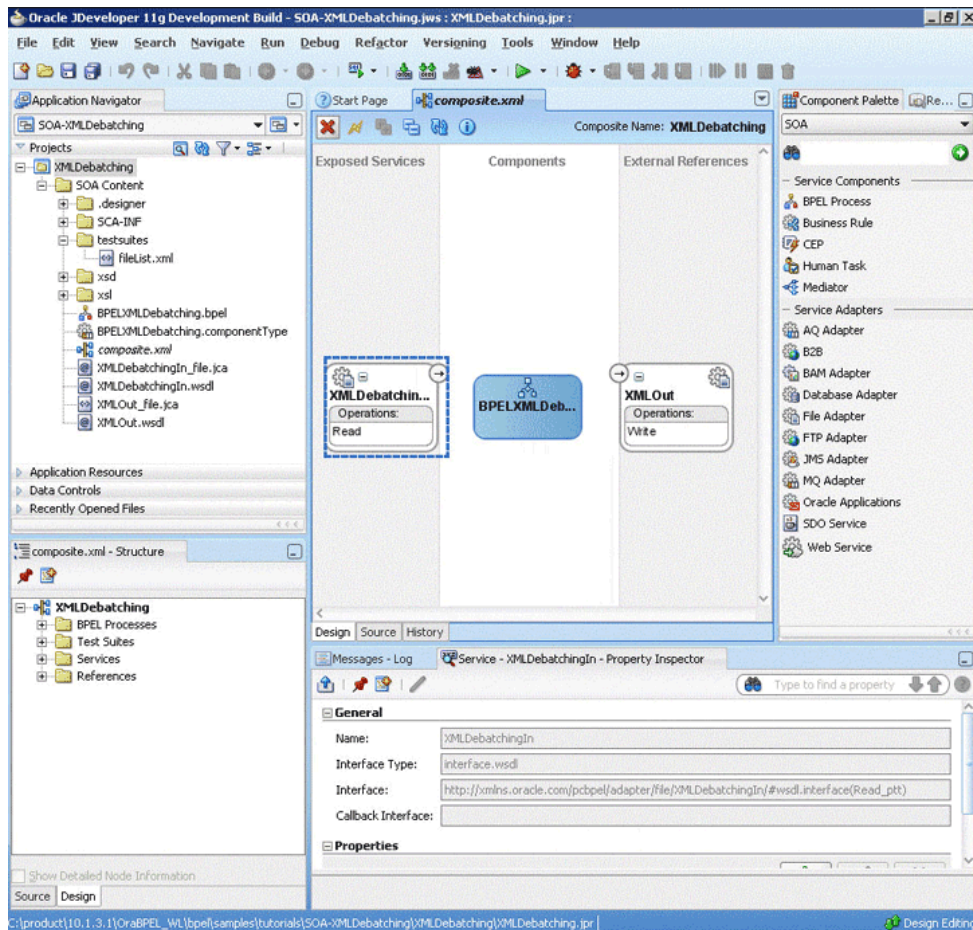 Oracle JDeveloper 11g Development Build - SOA-XMLDebatching.jws : XMLDebatching.jpr :
File Edit View Search Navigate Run Debug Refactor Versioning Tools Window Help
Application Navigator
SOA-XMLDebatching
Projects
XMLDebatching
SOA Content
.designer
SCA-INF
testsuites
fileList.xml
xsd
xsl
BPELXMLDebatching.bpel
BPELXMLDebatching.componentType
composite.xml
XMLDebatchingIn_file.jca
XMLDebatchingIn.wsdl
XMLOut_file.jca
XMLOut.wsdl
Application Resources
Data Controls
Recently Opened Files
composite.xml - Structure
XMLDebatching
BPEL Processes
Test Suites
Services
References
Show Detailed Node Information
Source Design
Start Page composite.xml
Composite Name: XMLDebatching
Exposed Services Components External References
XMLDebatchin...
Operations:
Read
BPELXMLDeb...
XMLOut
Operations:
Write
Design Source History
Component Palette Re...
SOA
Service Components
BPEL Process
Business Rule
CEP
Human Task
Mediator
Service Adapters
AQ Adapter
B2B
BAM Adapter
Database Adapter
File Adapter
FTP Adapter
JMS Adapter
MQ Adapter
Oracle Applications
SDO Service
Web Service
Messages - Log Service - XMLDebatchingIn - Property Inspector
Type to find a property
General
Name: XMLDebatchingIn
Interface Type: interface.wsdl
Interface: http://xmlns.oracle.com/pcbpel/adapter/file/XMLDebatchingIn/#wsdl.interface(Read_ptt)
Callback Interface:
Properties
C:\product\10.1.3.1\OraBPEL_WL\bpel\samples\tutorials\SOA-XMLDebatching\XMLDebatching\XMLDebatching.jpr
Design Editing